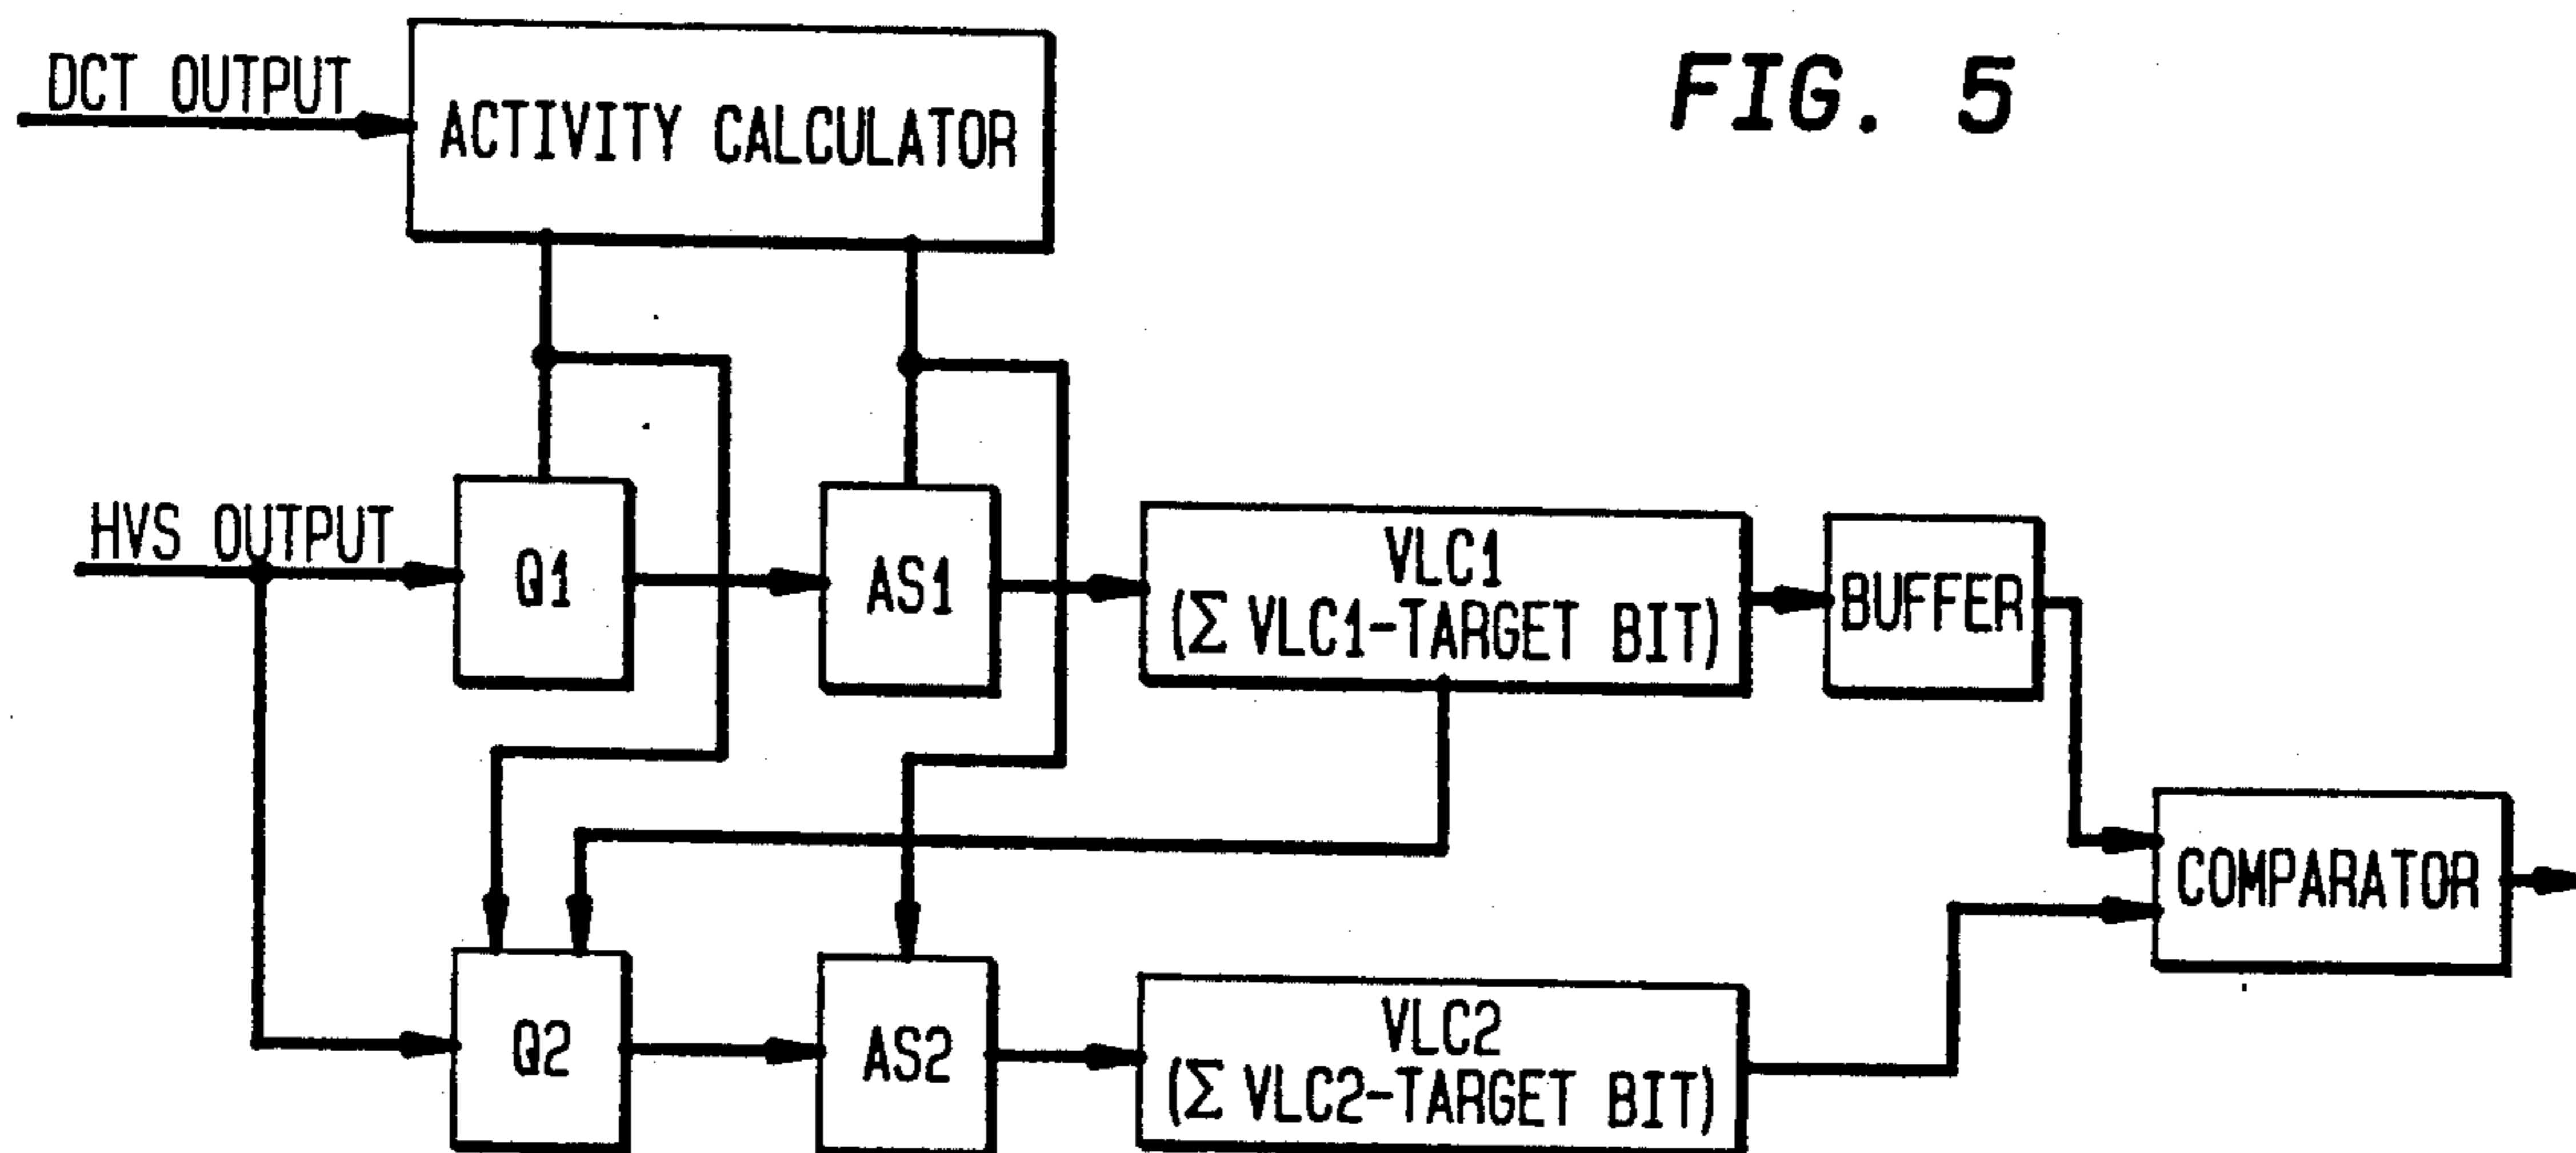 FIG. 5
DCT OUTPUT
ACTIVITY CALCULATOR
HVS OUTPUT
Q1
AS1
VLC1
(Σ VLC1-TARGET BIT)
BUFFER
COMPARATOR
Q2
AS2
VLC2
(Σ VLC2-TARGET BIT)